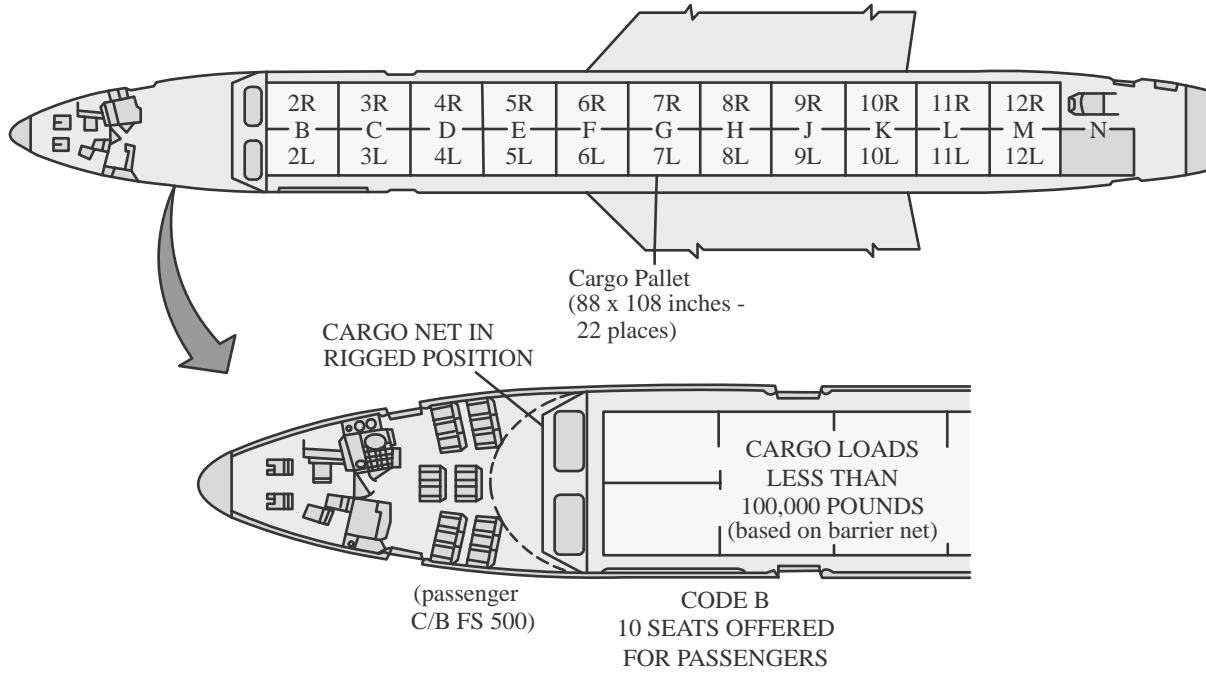 2R 3R 4R 5R 6R 7R 8R 9R 10R 11R 12R
B C D E F G H J K L M N
2L 3L 4L 5L 6L 7L 8L 9L 10L 11L 12L
Cargo Pallet
(88 x 108 inches -
22 places)
CARGO NET IN
RIGGED POSITION
CARGO LOADS
LESS THAN
100,000 POUNDS
(based on barrier net)
(passenger
C/B FS 500)
CODE B
10 SEATS OFFERED
FOR PASSENGERS